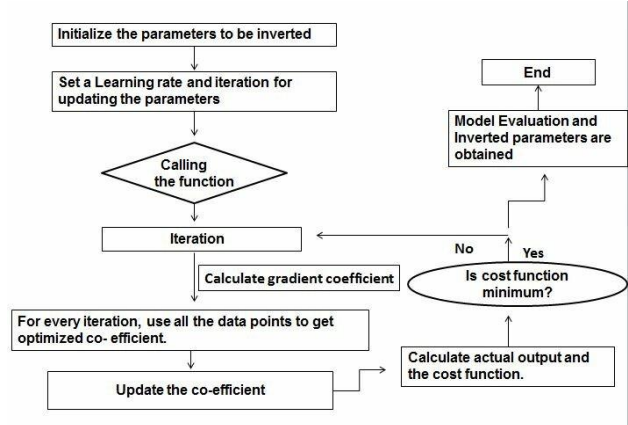 Initialize the parameters to be inverted
Set a Learning rate and iteration for
updating the parameters
Calling
the function
Iteration
Calculate gradient coefficient
For every iteration, use all the data points to get
optimized co- efficient.
Update the co-efficient
Calculate actual output and
the cost function.
Is cost function
minimum?
No
Yes
Model Evaluation and
Inverted parameters are
obtained
End